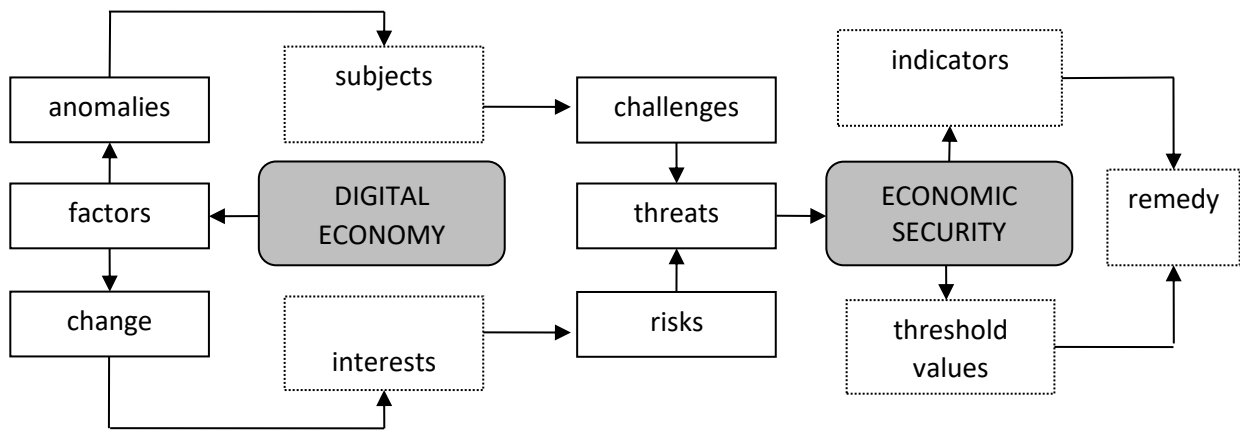 subjects
indicators
anomalies
challenges
factors
DIGITAL
ECONOMY
threats
ECONOMIC
SECURITY
remedy
change
interests
risks
threshold
values